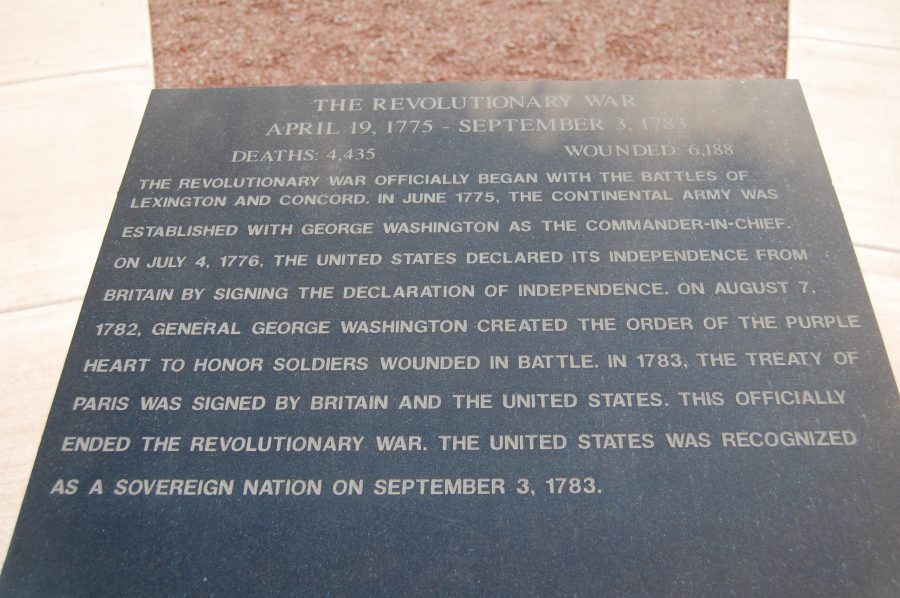 THE REVOLUTIONARY WAR
APRIL 19, 1775 - SEPTEMBER 3, 1783
DEATHS: 4,435 WOUNDED: 6,188
THE REVOLUTIONARY WAR OFFICIALLY BEGAN WITH THE BATTLES OF
LEXINGTON AND CONCORD. IN JUNE 1775, THE CONTINENTAL ARMY WAS
ESTABLISHED WITH GEORGE WASHINGTON AS THE COMMANDER-IN-CHIEF.
ON JULY 4, 1776, THE UNITED STATES DECLARED ITS INDEPENDENCE FROM
BRITAIN BY SIGNING THE DECLARATION OF INDEPENDENCE. ON AUGUST 7,
1782, GENERAL GEORGE WASHINGTON CREATED THE ORDER OF THE PURPLE
HEART TO HONOR SOLDIERS WOUNDED IN BATTLE. IN 1783, THE TREATY OF
PARIS WAS SIGNED BY BRITAIN AND THE UNITED STATES. THIS OFFICIALLY
ENDED THE REVOLUTIONARY WAR. THE UNITED STATES WAS RECOGNIZED
AS A SOVEREIGN NATION ON SEPTEMBER 3, 1783.